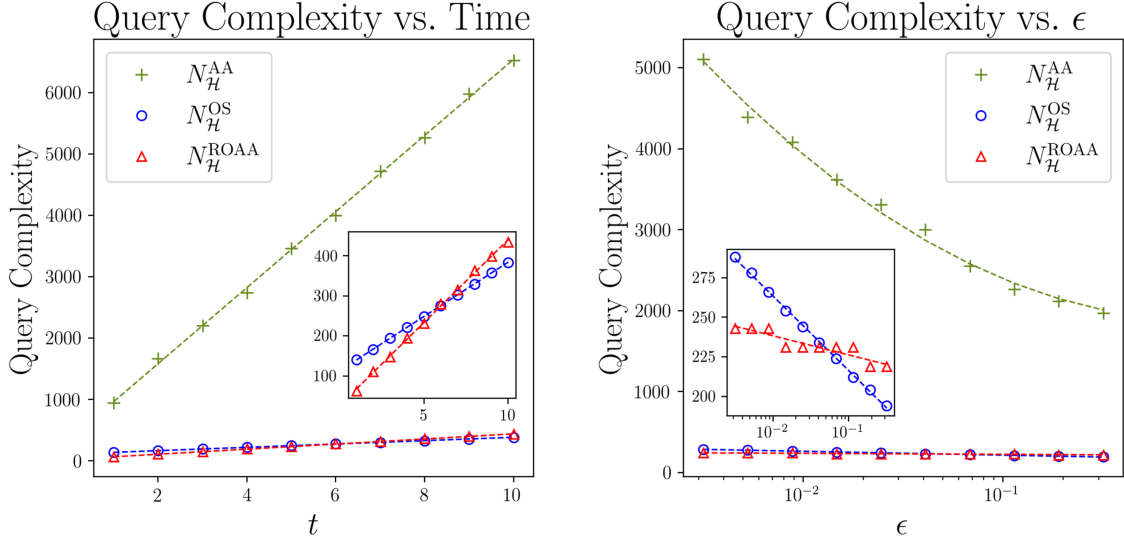 Query Complexity vs. Time
Query Complexity
6000
5000
4000
3000
2000
1000
0
N_ℋ^AA
N_ℋ^OS
N_ℋ^ROAA
400
300
200
100
5 10
2 4 6 8 10
t
Query Complexity vs. ϵ
Query Complexity
5000
4000
3000
2000
1000
0
N_ℋ^AA
N_ℋ^OS
N_ℋ^ROAA
275
250
225
200
10⁻² 10⁻¹
10⁻² 10⁻¹
ϵ